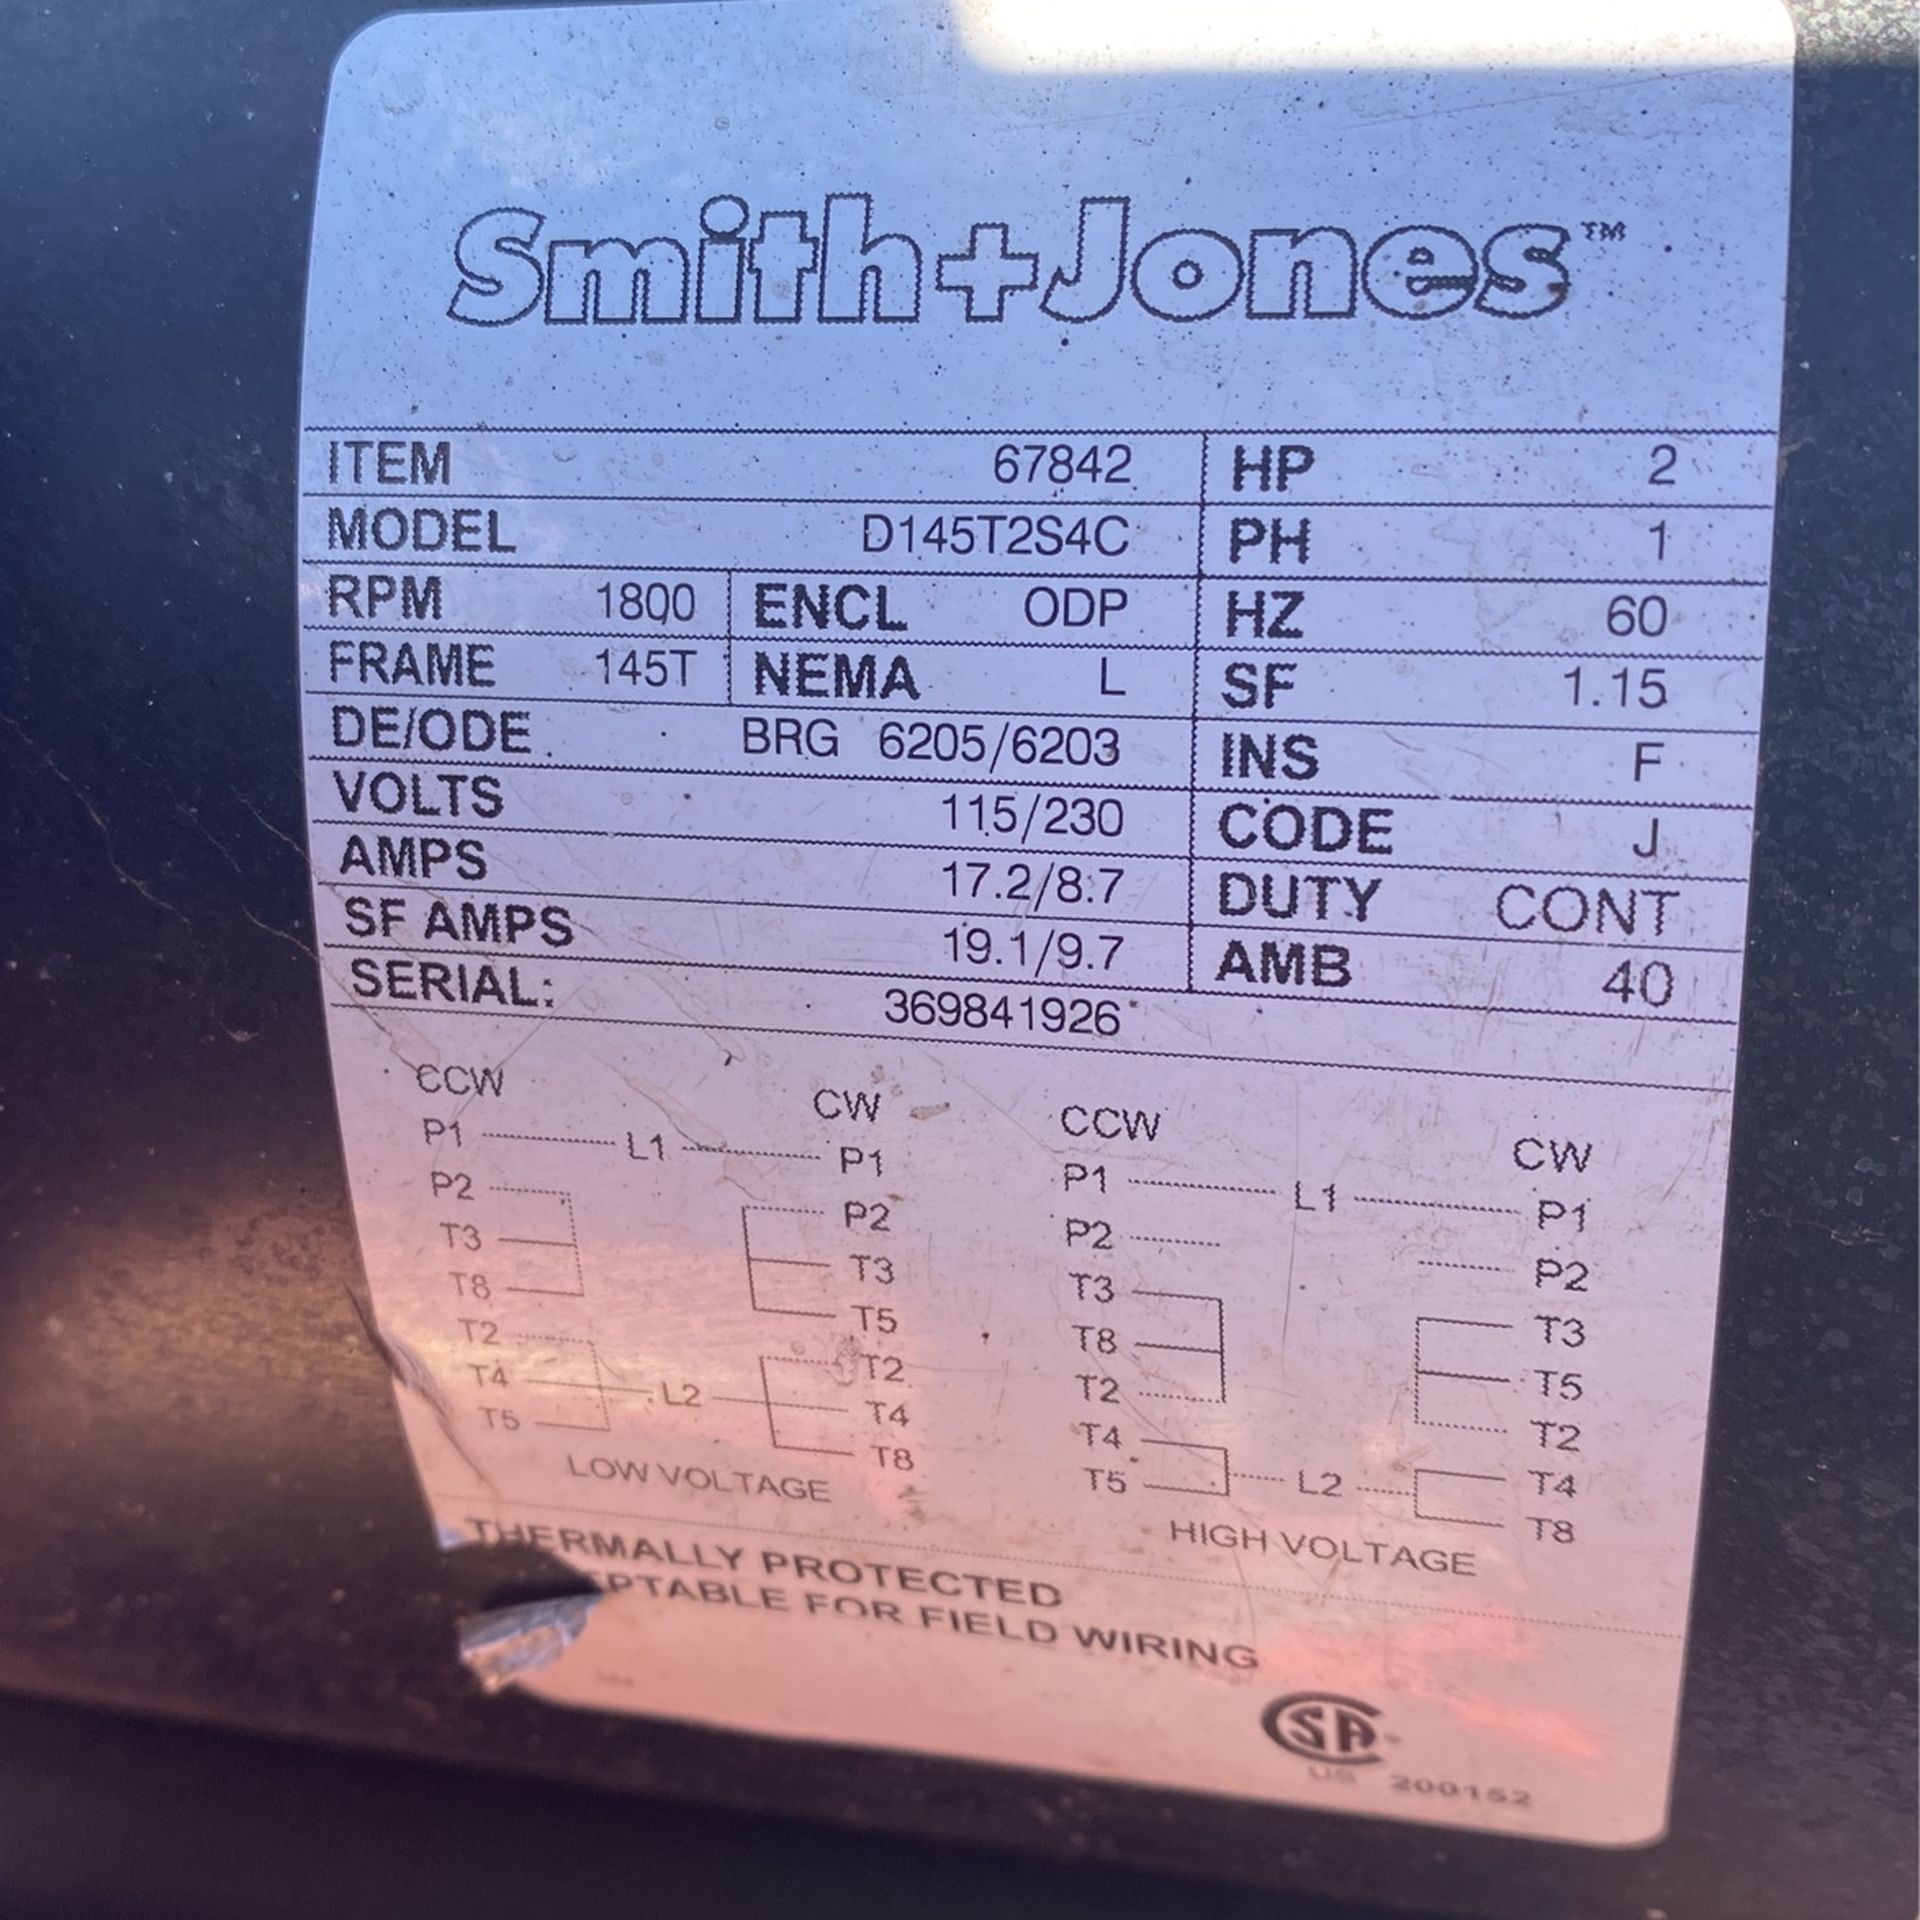 Smith+Jones™
ITEM 67842 HP 2
MODEL D145T2S4C PH 1
RPM 1800 ENCL ODP HZ 60
FRAME 145T NEMA L SF 1.15
DE/ODE BRG 6205/6203 INS F
VOLTS 115/230 CODE J
AMPS 17.2/8.7 DUTY CONT
SF AMPS 19.1/9.7 AMB 40
SERIAL: 369841926
CCW CW CCW CW
P1 L1 P1 P1 L1 P1
P2 P2 P2 P2
T3 T3 T3 T3
T8 T5 T8 T5
T2 T2 T2 T2
T4 L2 T4 T4 L2 T4
T5 T8 T5 T8
LOW VOLTAGE HIGH VOLTAGE
THERMALLY PROTECTED
EPTABLE FOR FIELD WIRING
CSA
US 200152